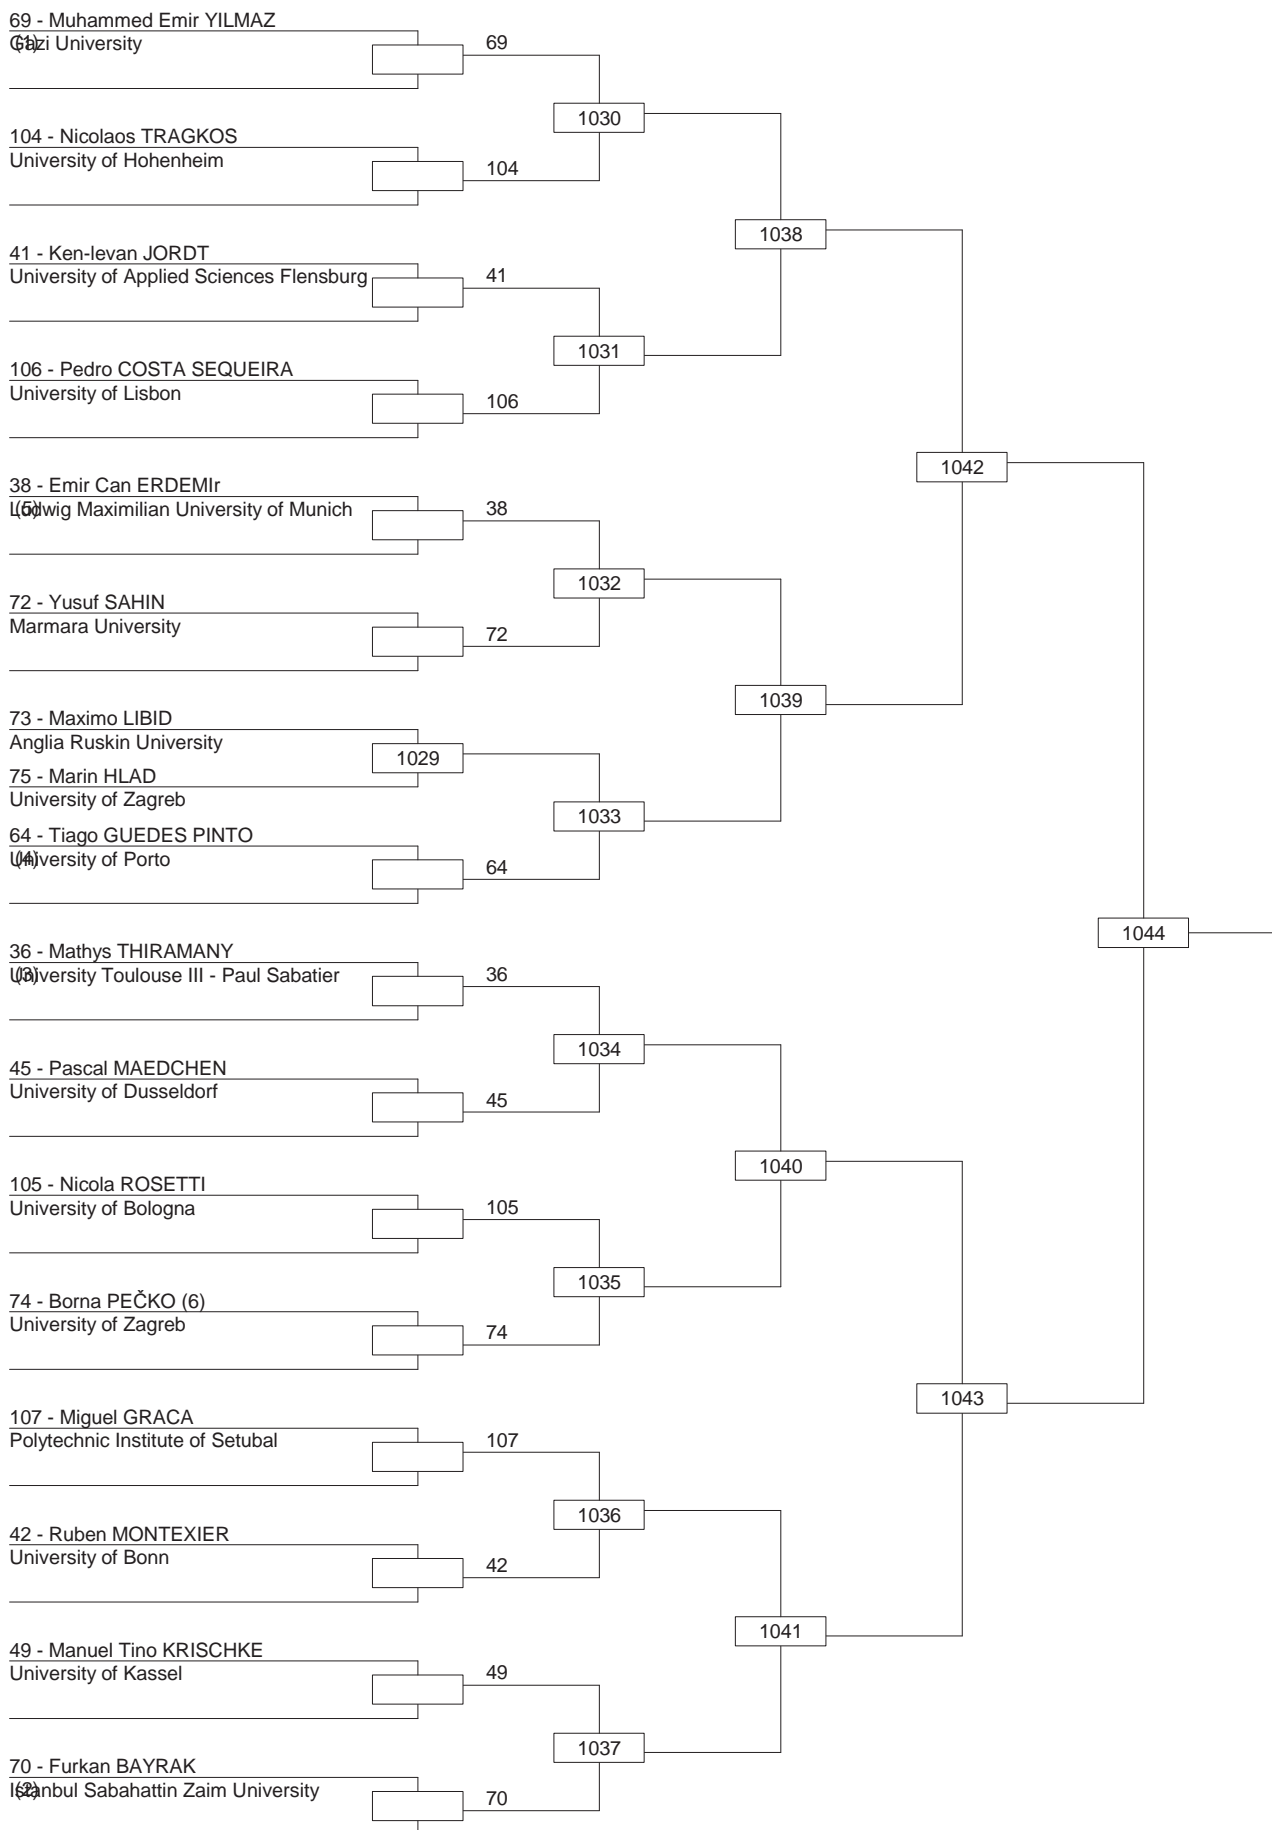 69 - Muhammed Emir YILMAZ
(1)
Gazi University
69
1030
104 - Nicolaos TRAGKOS
University of Hohenheim
104
1038
41 - Ken-Ievan JORDT
University of Applied Sciences Flensburg
41
1031
106 - Pedro COSTA SEQUEIRA
University of Lisbon
106
1042
38 - Emir Can ERDEMIr
(5)
Ludwig Maximilian University of Munich
38
1032
72 - Yusuf SAHIN
Marmara University
72
1039
73 - Maximo LIBID
Anglia Ruskin University
1029
75 - Marin HLAD
University of Zagreb
1033
64 - Tiago GUEDES PINTO
(4)
University of Porto
64
1044
36 - Mathys THIRAMANY
(3)
University Toulouse III - Paul Sabatier
36
1034
45 - Pascal MAEDCHEN
University of Dusseldorf
45
1040
105 - Nicola ROSETTI
University of Bologna
105
1035
74 - Borna PEČKO (6)
University of Zagreb
74
1043
107 - Miguel GRACA
Polytechnic Institute of Setubal
107
1036
42 - Ruben MONTEXIER
University of Bonn
42
1041
49 - Manuel Tino KRISCHKE
University of Kassel
49
1037
70 - Furkan BAYRAK
(2)
Istanbul Sabahattin Zaim University
70